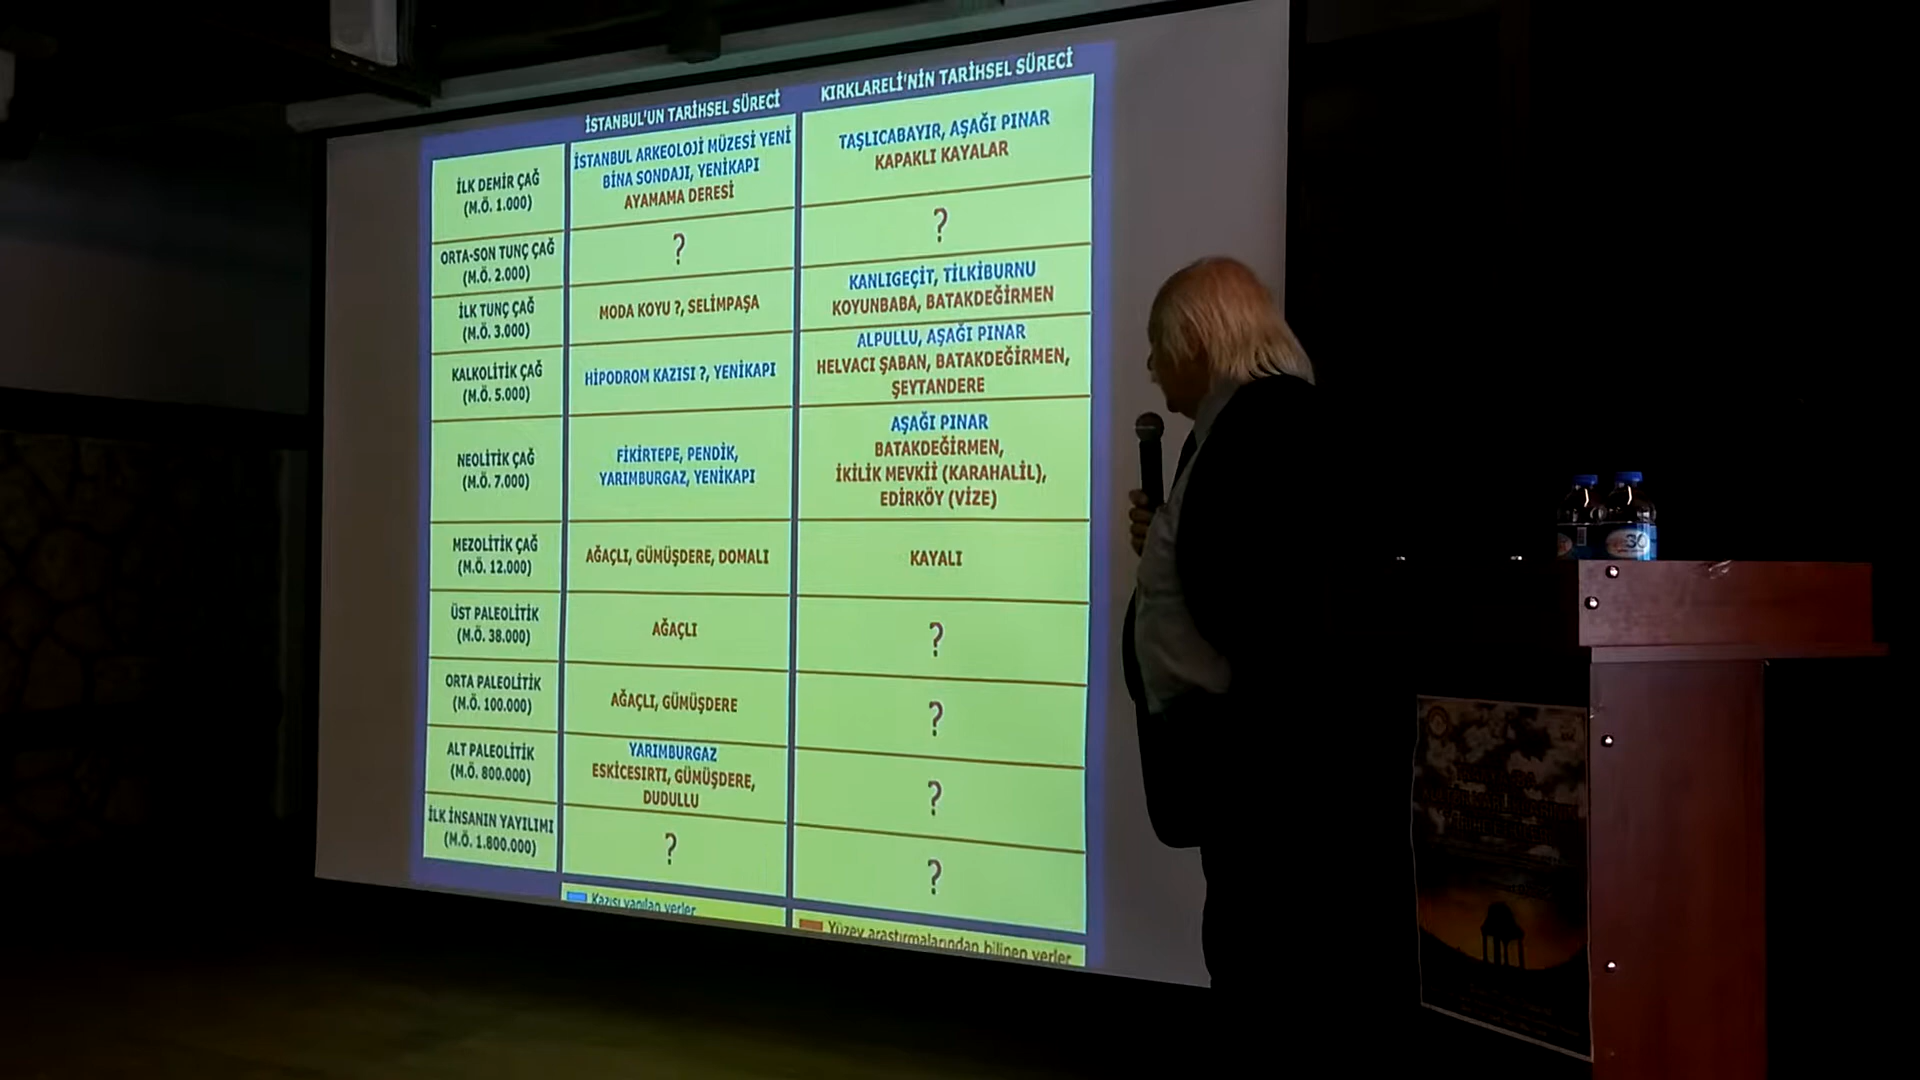 İSTANBUL'UN TARİHSEL SÜRECİ
KIRKLARELİ'NİN TARİHSEL SÜRECİ
İLK DEMİR ÇAĞ
(M.Ö. 1.000)
İSTANBUL ARKEOLOJİ MÜZESİ YENİ
BİNA SONDAJI, YENİKAPI
AYAMAMA DERESİ
TAŞLICABAYIR, AŞAĞI PINAR
KAPAKLI KAYALAR
ORTA-SON TUNÇ ÇAĞ
(M.Ö. 2.000)
?
?
İLK TUNÇ ÇAĞ
(M.Ö. 3.000)
MODA KOYU ?, SELİMPAŞA
KANLIGEÇİT, TİLKİBURNU
KOYUNBABA, BATAKDEĞİRMEN
KALKOLİTİK ÇAĞ
(M.Ö. 5.000)
HİPODROM KAZISI ?, YENİKAPI
ALPULLU, AŞAĞI PINAR
HELVACI ŞABAN, BATAKDEĞİRMEN,
ŞEYTANDERE
NEOLİTİK ÇAĞ
(M.Ö. 7.000)
FİKİRTEPE, PENDİK,
YARIMBURGAZ, YENİKAPI
AŞAĞI PINAR
BATAKDEĞİRMEN,
İKİLİK MEVKİİ (KARAHALİL),
EDİRKÖY (VİZE)
MEZOLİTİK ÇAĞ
(M.Ö. 12.000)
AĞAÇLI, GÜMÜŞDERE, DOMALI
KAYALI
ÜST PALEOLİTİK
(M.Ö. 38.000)
AĞAÇLI
?
ORTA PALEOLİTİK
(M.Ö. 100.000)
AĞAÇLI, GÜMÜŞDERE
?
ALT PALEOLİTİK
(M.Ö. 800.000)
YARIMBURGAZ
ESKİCESIRTI, GÜMÜŞDERE,
DUDULLU
?
İLK İNSANIN YAYILIMI
(M.Ö. 1.800.000)
?
?
Kazısı yapılan yerler
Yüzey araştırmalarından bilinen yerler